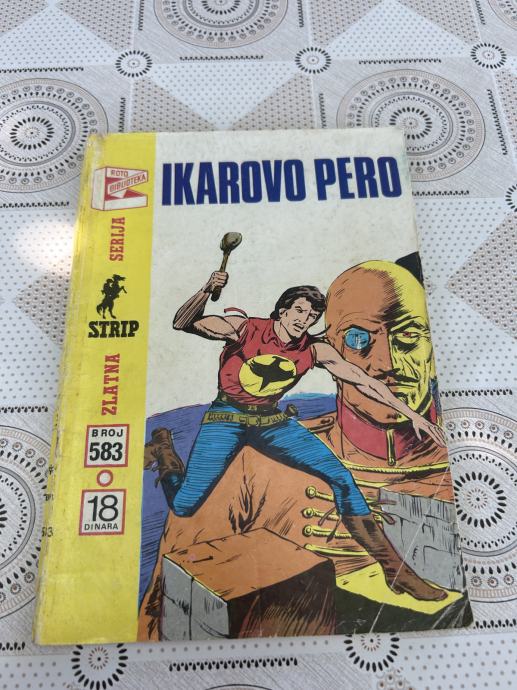 ROTO
BIBLIOTEKA
IKAROVO PERO
ZLATNA
STRIP
SERIJA
BROJ
583
18
DINARA